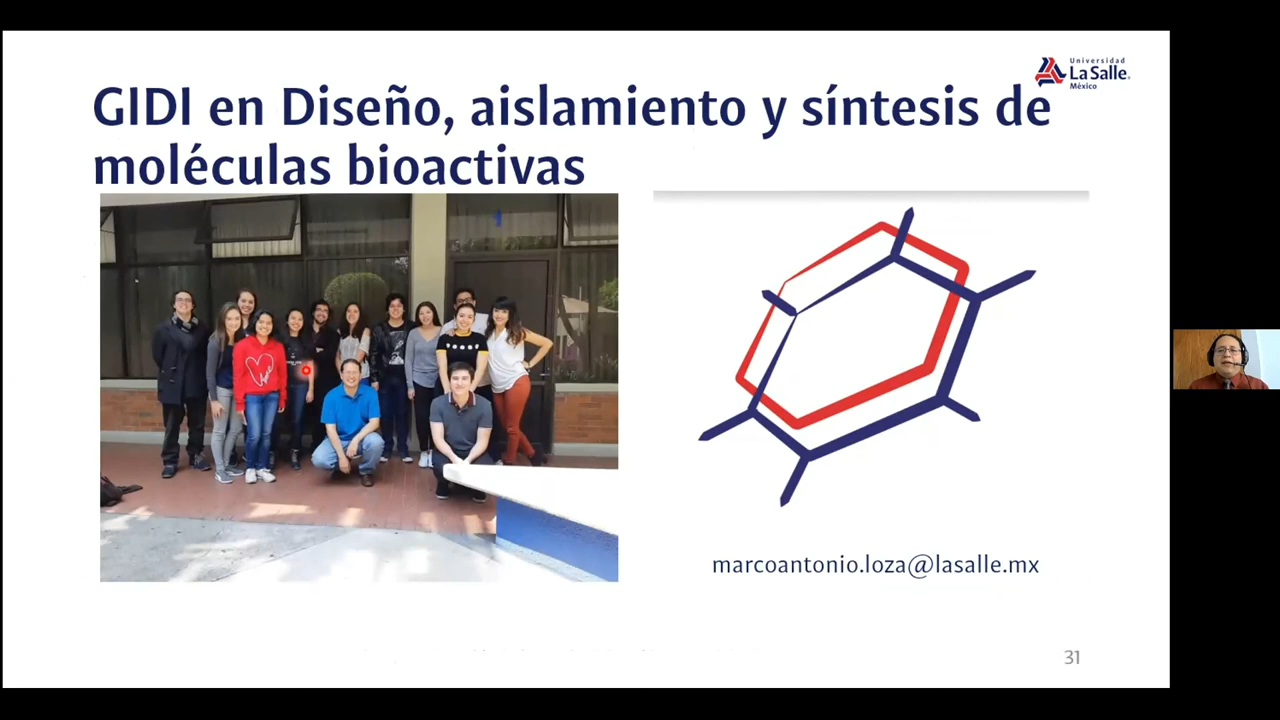 Universidad
La Salle
México
GIDI en Diseño, aislamiento y síntesis de
moléculas bioactivas
marcoantonio.loza@lasalle.mx
31